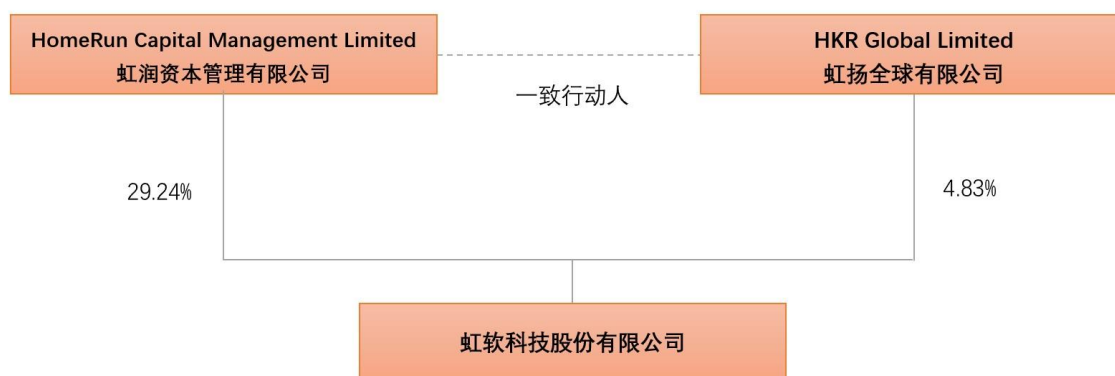 HomeRun Capital Management Limited
虹润资本管理有限公司
HKR Global Limited
虹扬全球有限公司
一致行动人
29.24%
4.83%
虹软科技股份有限公司